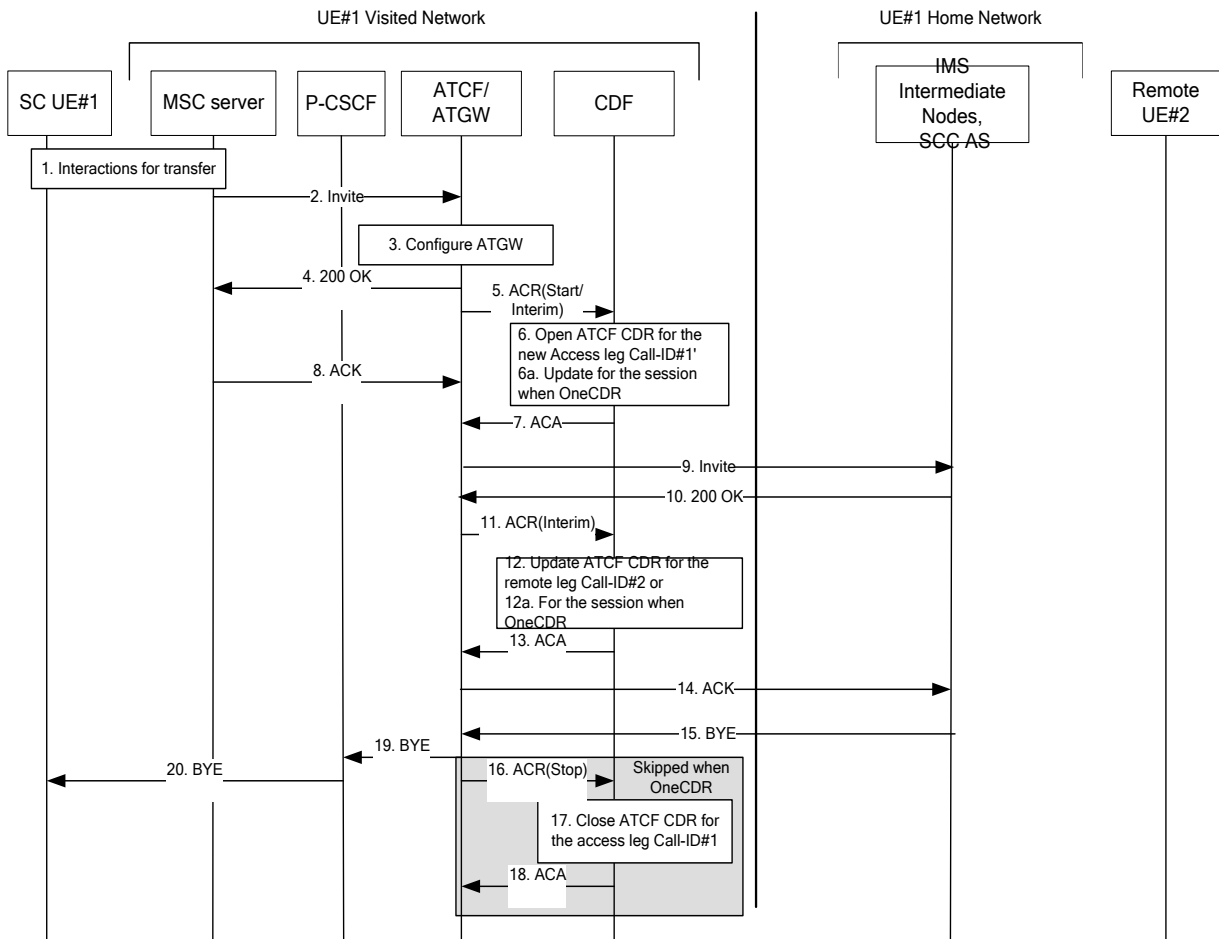 UE#1 Visited Network
UE#1 Home Network
SC UE#1
MSC server
P-CSCF
ATCF/
ATGW
CDF
IMS
Intermediate
Nodes,
SCC AS
Remote
UE#2
1. Interactions for transfer
2. Invite
3. Configure ATGW
4. 200 OK
5. ACR(Start/
Interim)
6. Open ATCF CDR for the
new Access leg Call-ID#1'
6a. Update for the session
when OneCDR
8. ACK
7. ACA
9. Invite
10. 200 OK
11. ACR(Interim)
12. Update ATCF CDR for the
remote leg Call-ID#2 or
12a. For the session when
OneCDR
13. ACA
14. ACK
15. BYE
19. BYE
20. BYE
16. ACR(Stop)
Skipped when
OneCDR
17. Close ATCF CDR for
the access leg Call-ID#1
18. ACA